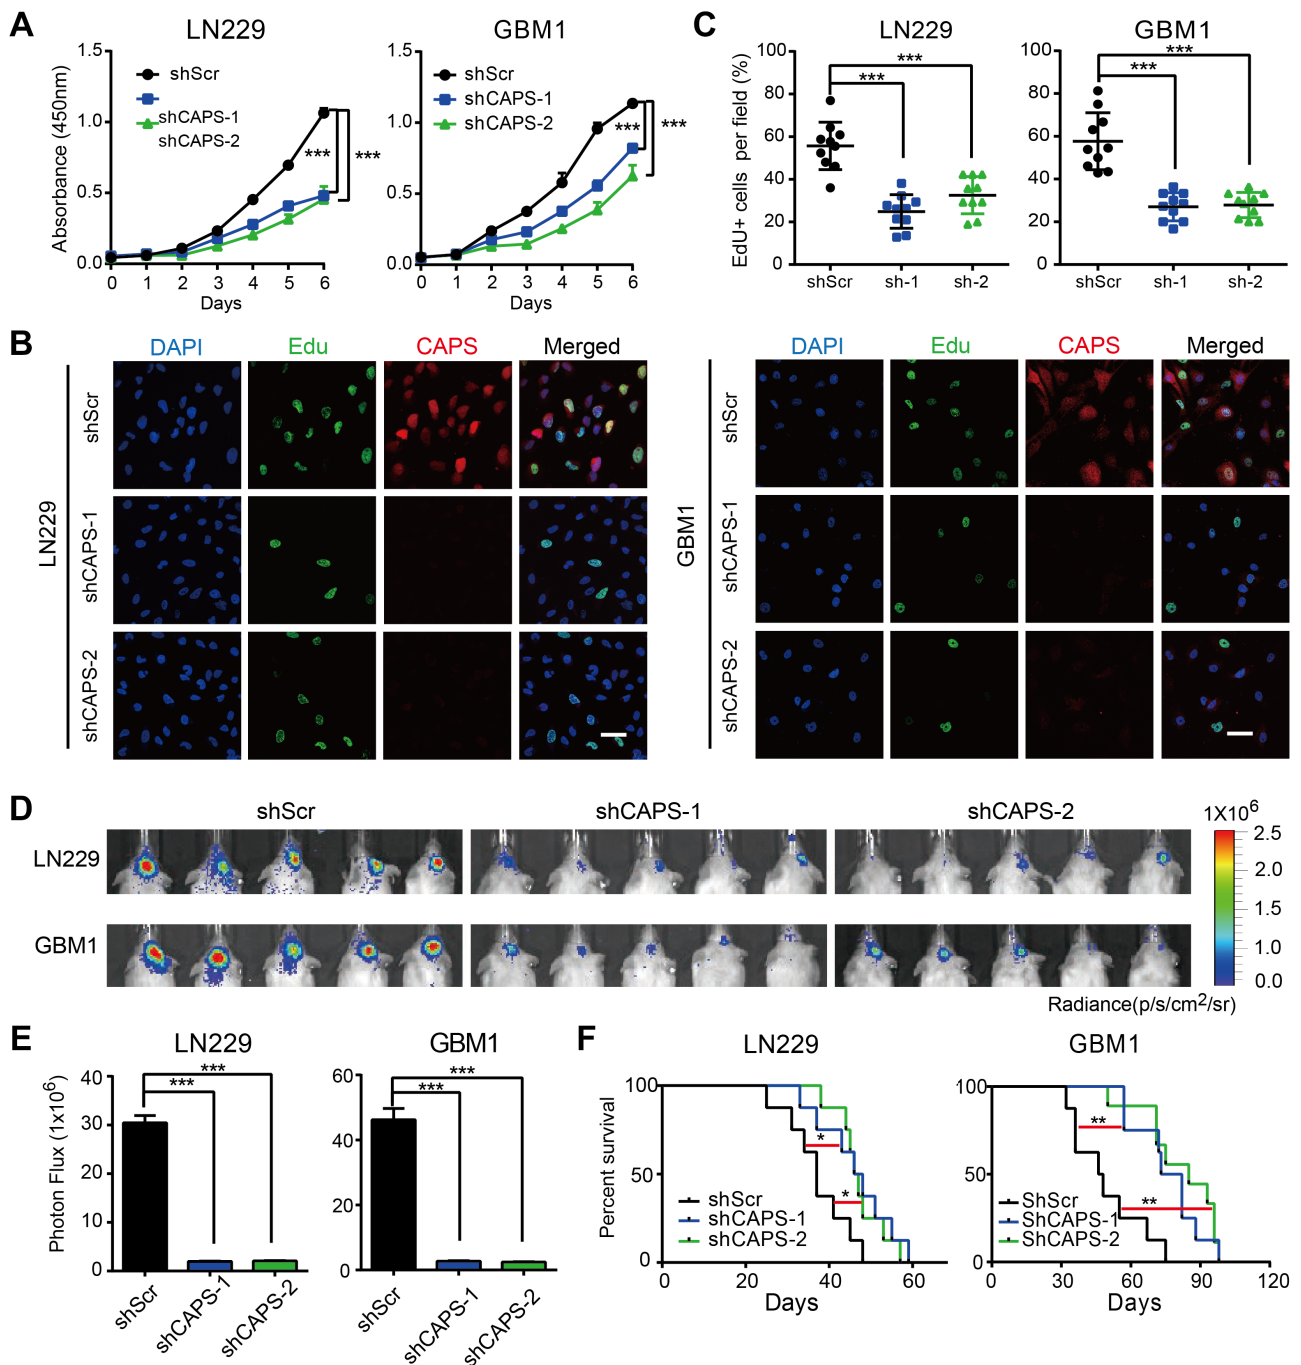 A
LN229
GBM1
Absorbance (450nm)
1.5
1.0
0.5
0.0
0 1 2 3 4 5 6
Days
shScr
shCAPS-1
shCAPS-2
***
***
1.5
1.0
0.5
0.0
0 1 2 3 4 5 6
Days
shScr
shCAPS-1
shCAPS-2
***
***
C
LN229
GBM1
EdU+ cells per field (%)
100
80
60
40
20
0
shScr sh-1 sh-2
***
***
100
80
60
40
20
0
shScr sh-1 sh-2
***
***
B
DAPI Edu CAPS Merged
LN229
shScr
shCAPS-1
shCAPS-2
DAPI Edu CAPS Merged
GBM1
shScr
shCAPS-1
shCAPS-2
D
shScr shCAPS-1 shCAPS-2
LN229
GBM1
1X10⁶
2.5
2.0
1.5
1.0
0.0
Radiance(p/s/cm²/sr)
E
LN229
GBM1
Photon Flux (1x10⁶)
40
30
20
10
0
***
***
shScr shCAPS-1 shCAPS-2
60
40
20
0
***
***
shScr shCAPS-1 shCAPS-2
F
LN229
GBM1
Percent survival
100
50
0
*
*
shScr
shCAPS-1
shCAPS-2
0 20 40 60
Days
100
50
0
**
**
ShScr
ShCAPS-1
ShCAPS-2
0 30 60 90 120
Days